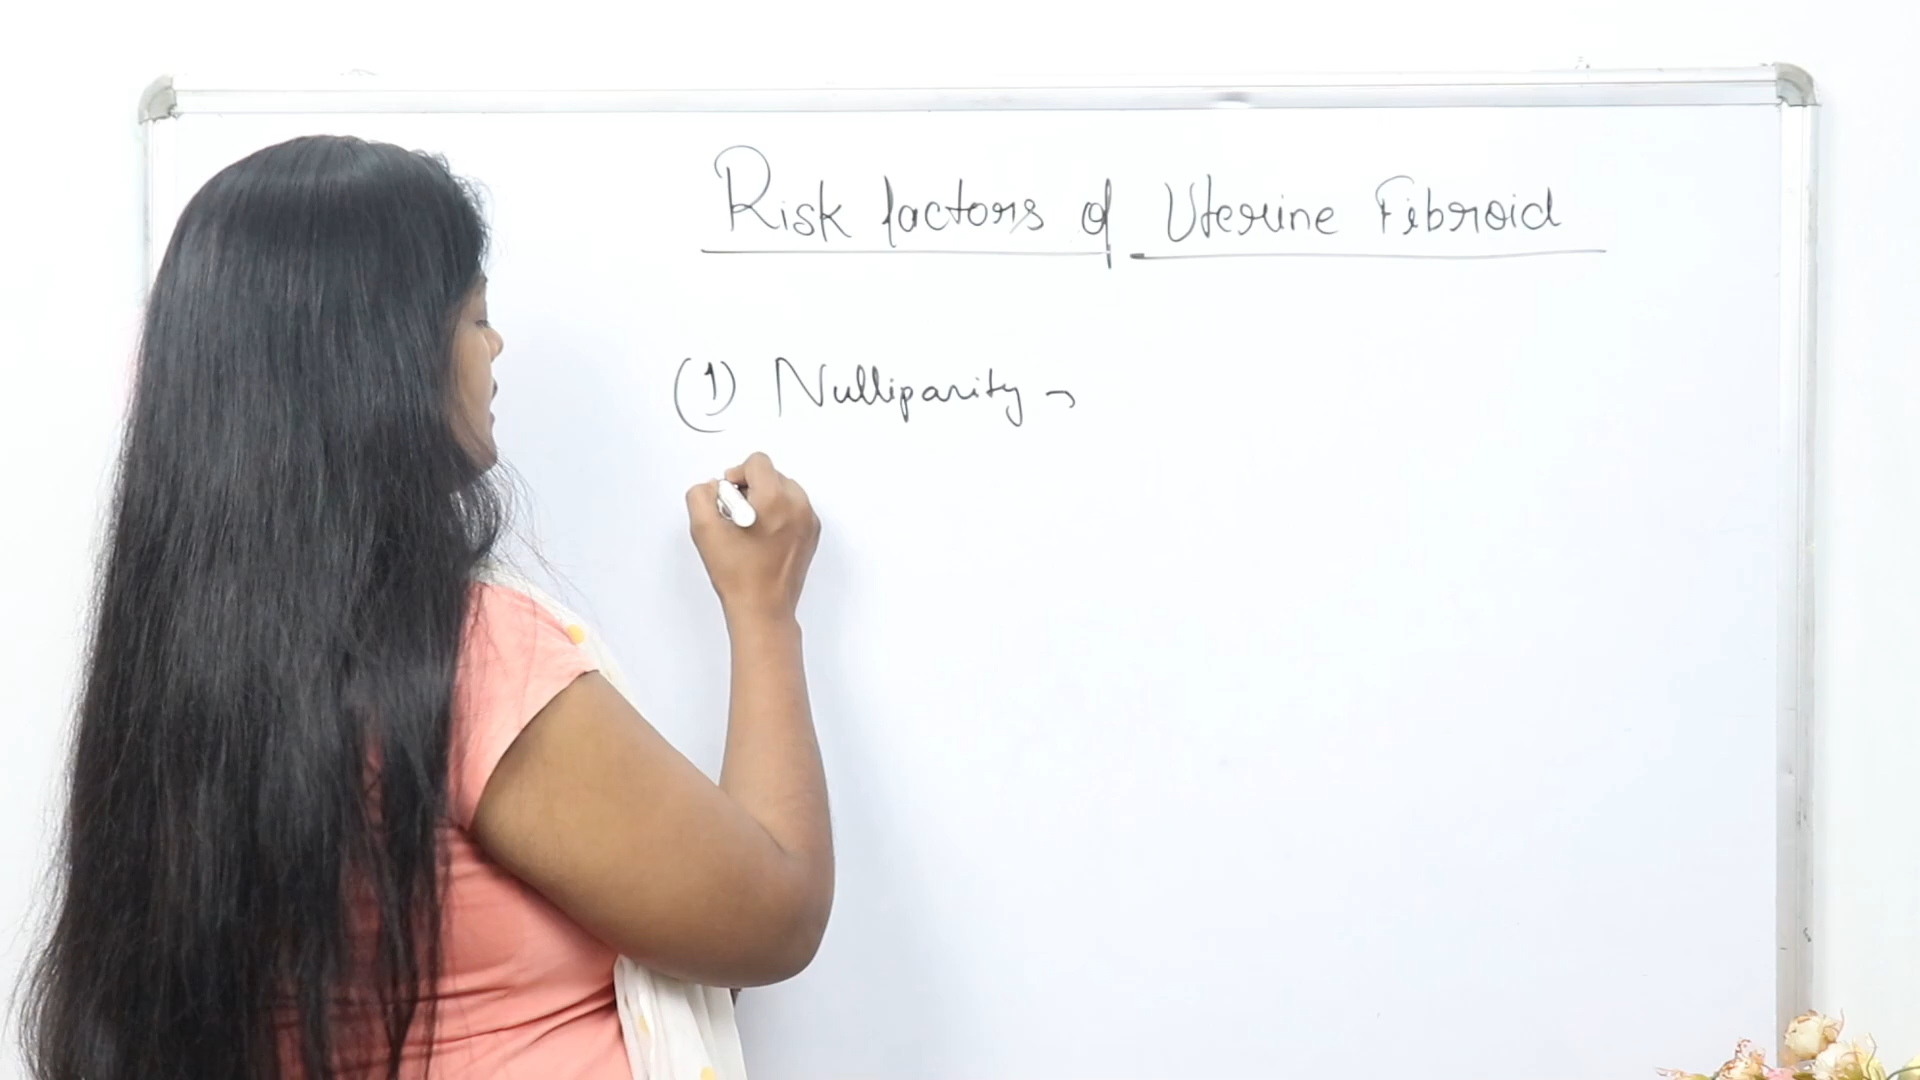 Risk factors of Uterine Fibroid
(1) Nulliparity →